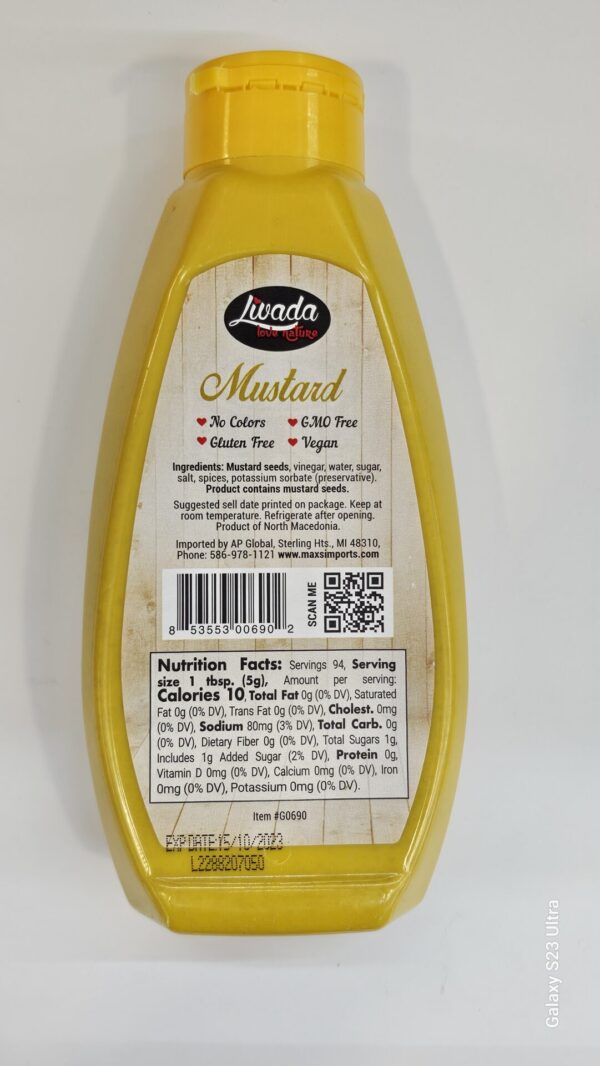 Livada
love nature
Mustard
No Colors GMO Free
Gluten Free Vegan
Ingredients: Mustard seeds, vinegar, water, sugar,
salt, spices, potassium sorbate (preservative).
Product contains mustard seeds.
Suggested sell date printed on package. Keep at
room temperature. Refrigerate after opening.
Product of North Macedonia.
Imported by AP Global, Sterling Hts., MI 48310,
Phone: 586-978-1121 www.maxsimports.com
SCAN ME
8 53553 00690 2
Nutrition Facts: Servings 94, Serving
size 1 tbsp. (5g), Amount per serving:
Calories 10, Total Fat 0g (0% DV), Saturated
Fat 0g (0% DV), Trans Fat 0g (0% DV), Cholest. 0mg
(0% DV), Sodium 80mg (3% DV), Total Carb. 0g
(0% DV), Dietary Fiber 0g (0% DV), Total Sugars 1g,
Includes 1g Added Sugar (2% DV), Protein 0g,
Vitamin D 0mg (0% DV), Calcium 0mg (0% DV), Iron
0mg (0% DV), Potassium 0mg (0% DV).
Item #G0690
EXP DATE:15/10/2023
L2288207050
Galaxy S23 Ultra